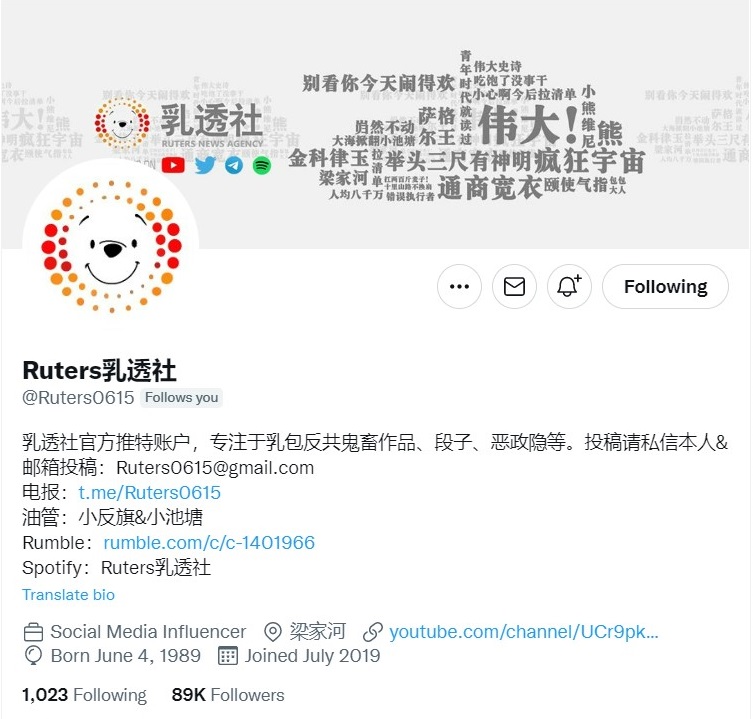 别看你今天闹得欢
青年时代就读过
伟大史诗
吃饱了没事干
小心啊今后拉清单
乳透社
RUTERS NEWS AGENCY
岿然不动
大海掀翻小池塘
萨格尔王
伟大!
小熊维尼
熊
金科律玉
拉清单
举头三尺有神明
疯狂宇宙
梁家河
人均八千万
扛两百斤麦子!
十里山路不换肩
错误执行者
通商宽衣
颐使气指
包包大人
Following
Ruters乳透社
@Ruters0615 Follows you
乳透社官方推特账户，专注于乳包反共鬼畜作品、段子、恶政隐等。投稿请私信本人&
邮箱投稿：Ruters0615@gmail.com
电报：t.me/Ruters0615
油管：小反旗&小池塘
Rumble：rumble.com/c/c-1401966
Spotify：Ruters乳透社
Translate bio
Social Media Influencer 梁家河 youtube.com/channel/UCr9pk...
Born June 4, 1989 Joined July 2019
1,023 Following 89K Followers